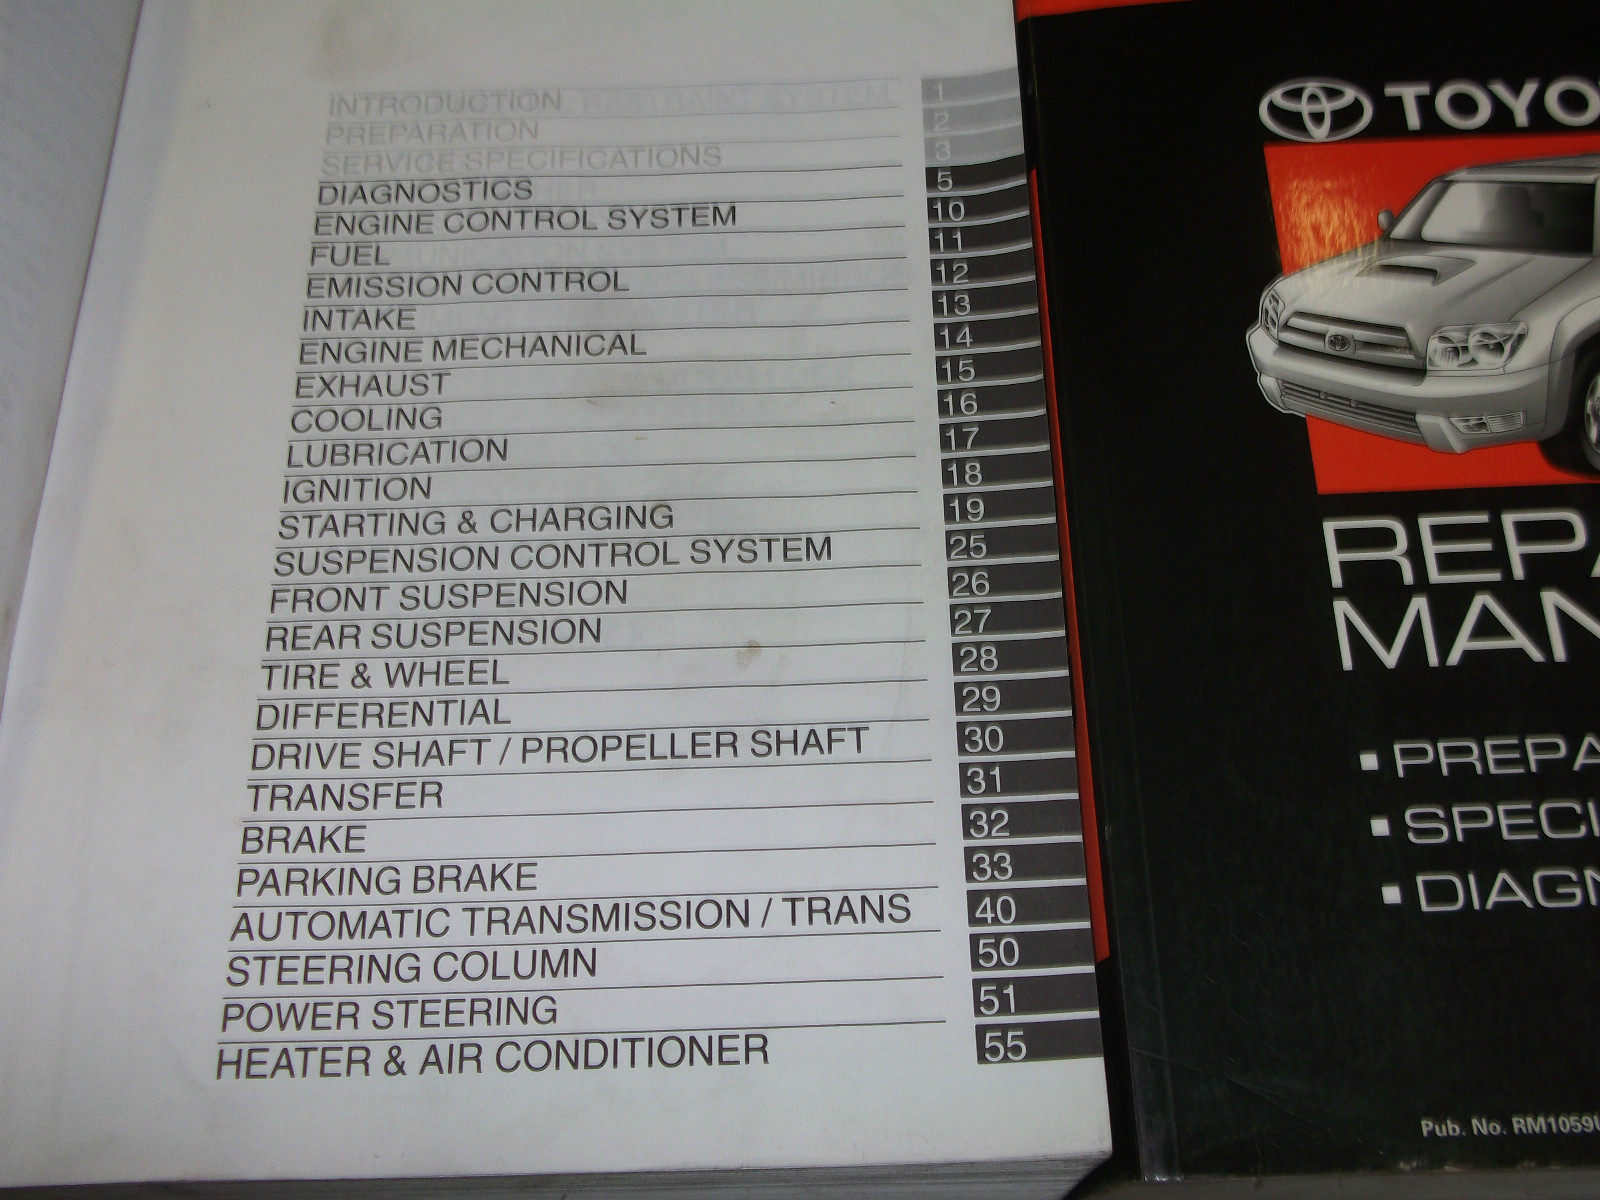 INTRODUCTION 1
PREPARATION 2
SERVICE SPECIFICATIONS 3
DIAGNOSTICS 5
ENGINE CONTROL SYSTEM 10
FUEL 11
EMISSION CONTROL 12
INTAKE 13
ENGINE MECHANICAL 14
EXHAUST 15
COOLING 16
LUBRICATION 17
IGNITION 18
STARTING & CHARGING 19
SUSPENSION CONTROL SYSTEM 25
FRONT SUSPENSION 26
REAR SUSPENSION 27
TIRE & WHEEL 28
DIFFERENTIAL 29
DRIVE SHAFT / PROPELLER SHAFT 30
TRANSFER 31
BRAKE 32
PARKING BRAKE 33
AUTOMATIC TRANSMISSION / TRANS 40
STEERING COLUMN 50
POWER STEERING 51
HEATER & AIR CONDITIONER 55
TOYO
REPA
MAN
PREPA
SPECI
DIAGN
Pub. No. RM1059U